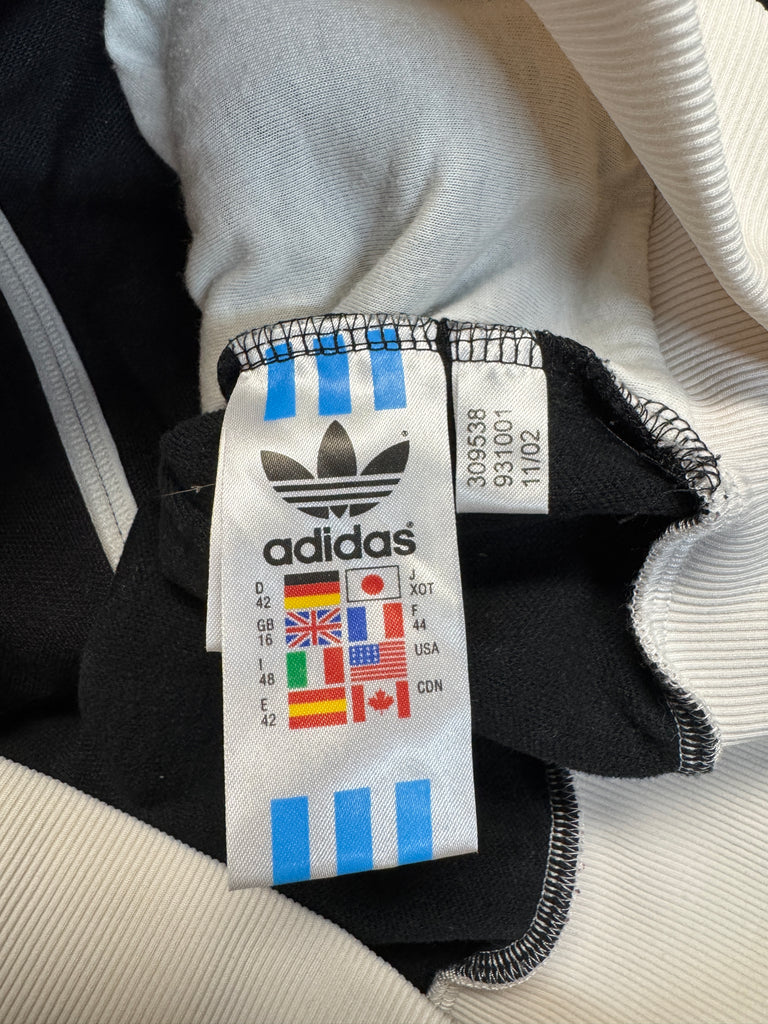 adidas®
D
42
J
XOT
GB
16
F
44
I
48
USA
E
42
CDN
309538
931001
11/02